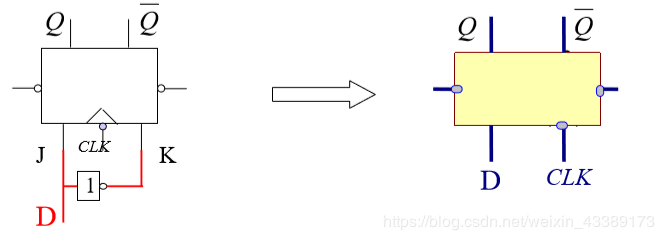 Q Q̅
CLK
J K
1
D
Q Q̅
D CLK
https://blog.csdn.net/weixin_43389173